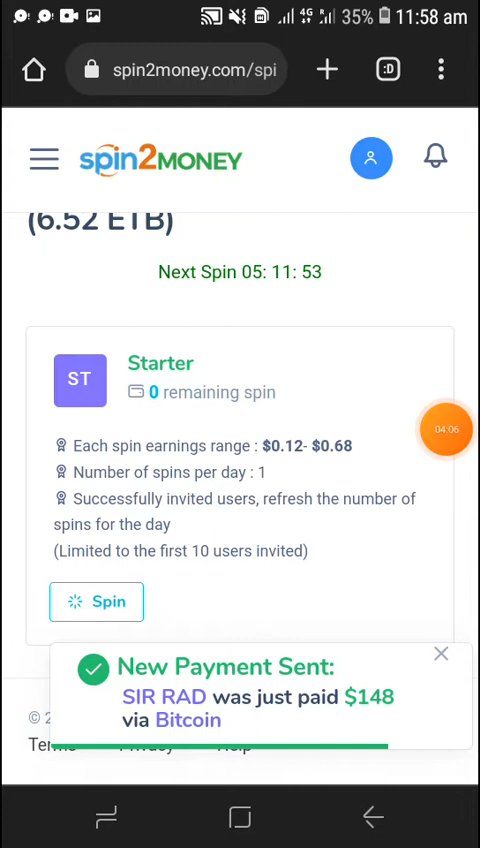 35% 11:58 am
spin2money.com/spi
:D
spin2MONEY
(6.52 ETB)
Next Spin 05: 11: 53
ST
Starter
0 remaining spin
04:06
Each spin earnings range : $0.12- $0.68
Number of spins per day : 1
Successfully invited users, refresh the number of
spins for the day
(Limited to the first 10 users invited)
Spin
New Payment Sent:
SIR RAD was just paid $148
via Bitcoin
© 2